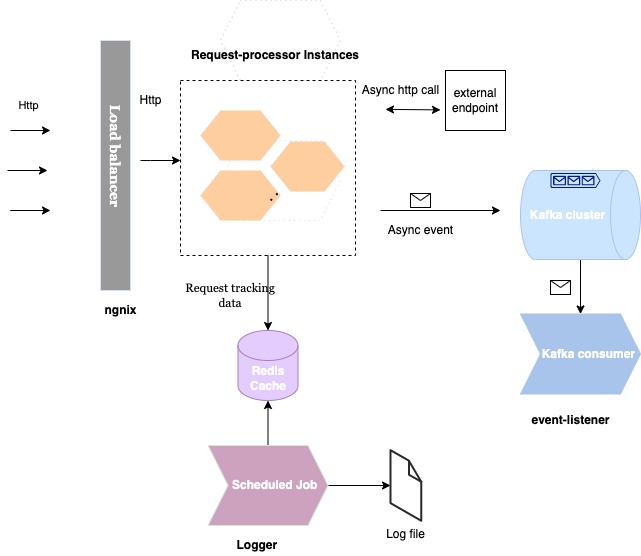 Request-processor Instances
Http
Http
Load balancer
Async http call
external
endpoint
Kafka cluster
Async event
Request tracking
data
ngnix
Redis
Cache
Kafka consumer
event-listener
Scheduled Job
Log file
Logger